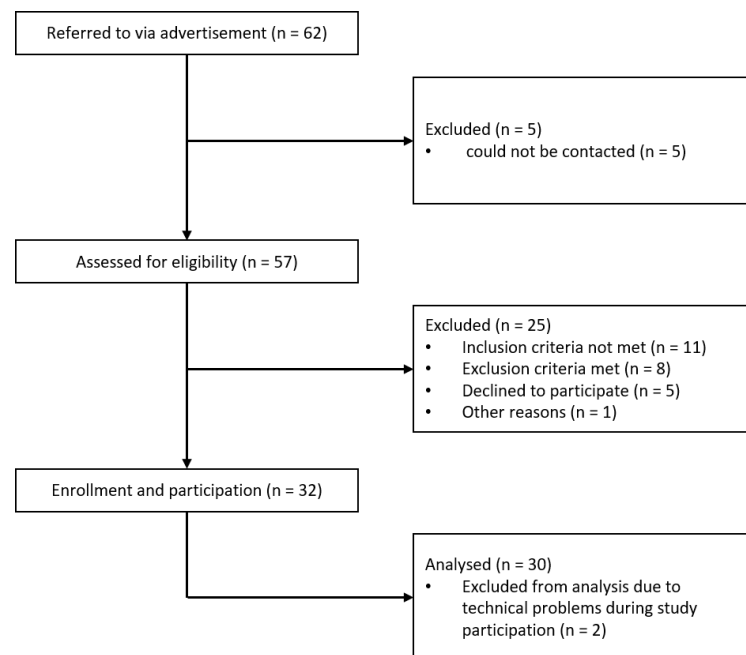 Referred to via advertisement (n = 62)
Excluded (n = 5)
• could not be contacted (n = 5)
Assessed for eligibility (n = 57)
Excluded (n = 25)
• Inclusion criteria not met (n = 11)
• Exclusion criteria met (n = 8)
• Declined to participate (n = 5)
• Other reasons (n = 1)
Enrollment and participation (n = 32)
Analysed (n = 30)
• Excluded from analysis due to
technical problems during study
participation (n = 2)